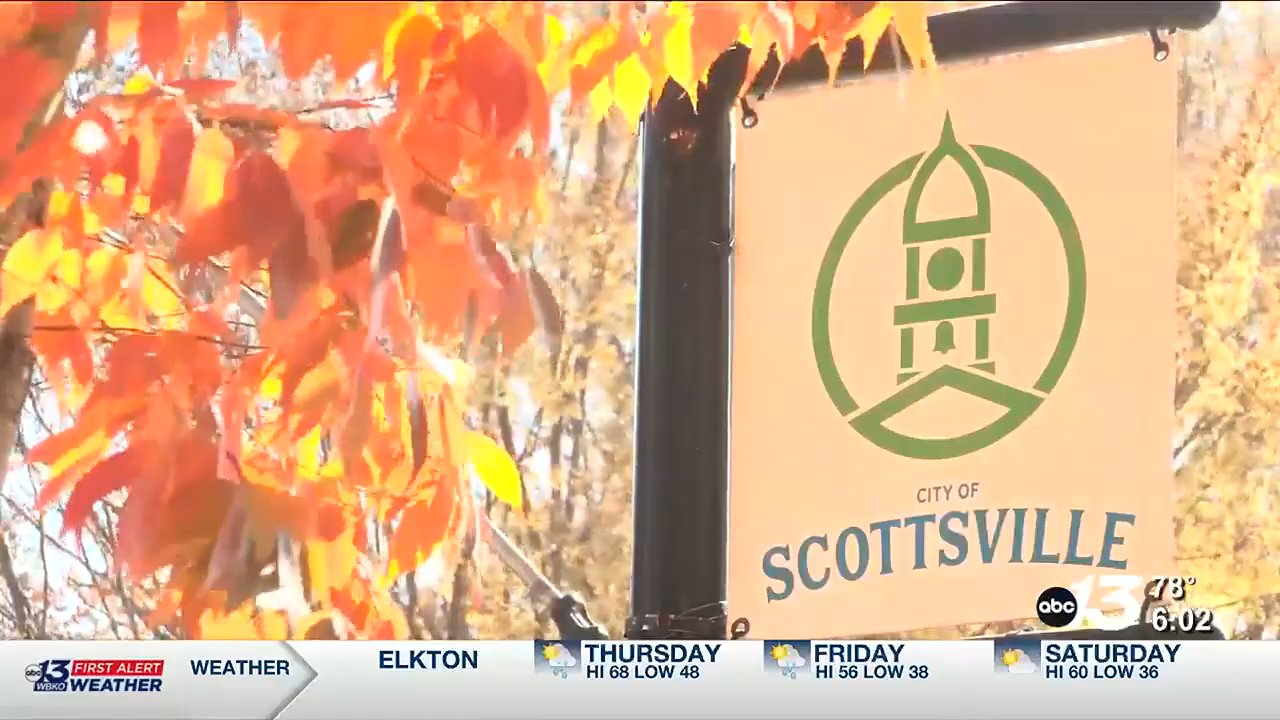 CITY OF
SCOTTSVILLE
abc 13
78°
6:02
abc 13
WBKO
FIRST ALERT
WEATHER
WEATHER
ELKTON
THURSDAY
HI 68 LOW 48
FRIDAY
HI 56 LOW 38
SATURDAY
HI 60 LOW 36